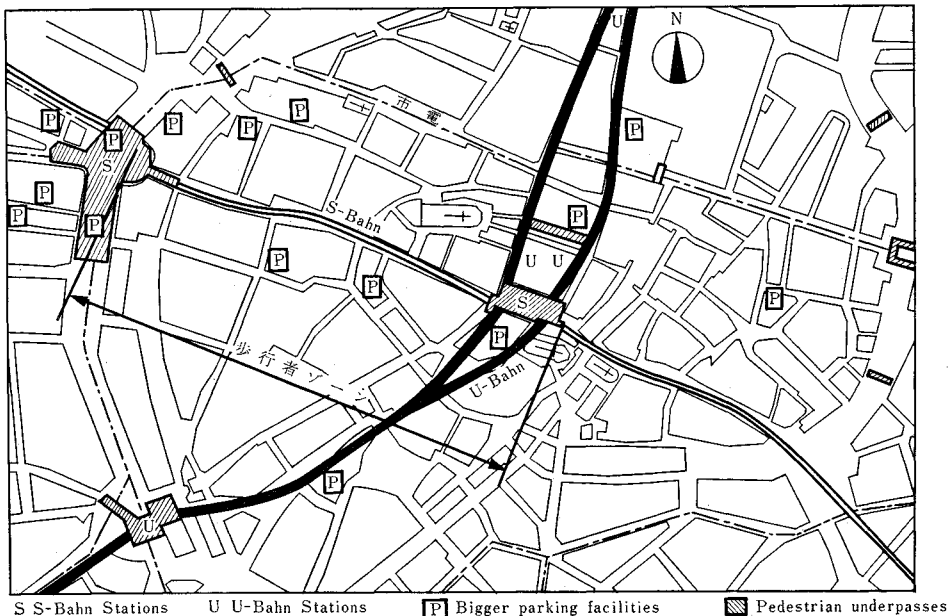 U
N
P
P
P
P
P
市電
P
S
P
P
P
S-Bahn
P
P
P
U U
S
P
P
P
歩行者ゾーン
U-Bahn
P
U
S S-Bahn Stations U U-Bahn Stations P Bigger parking facilities Pedestrian underpasses